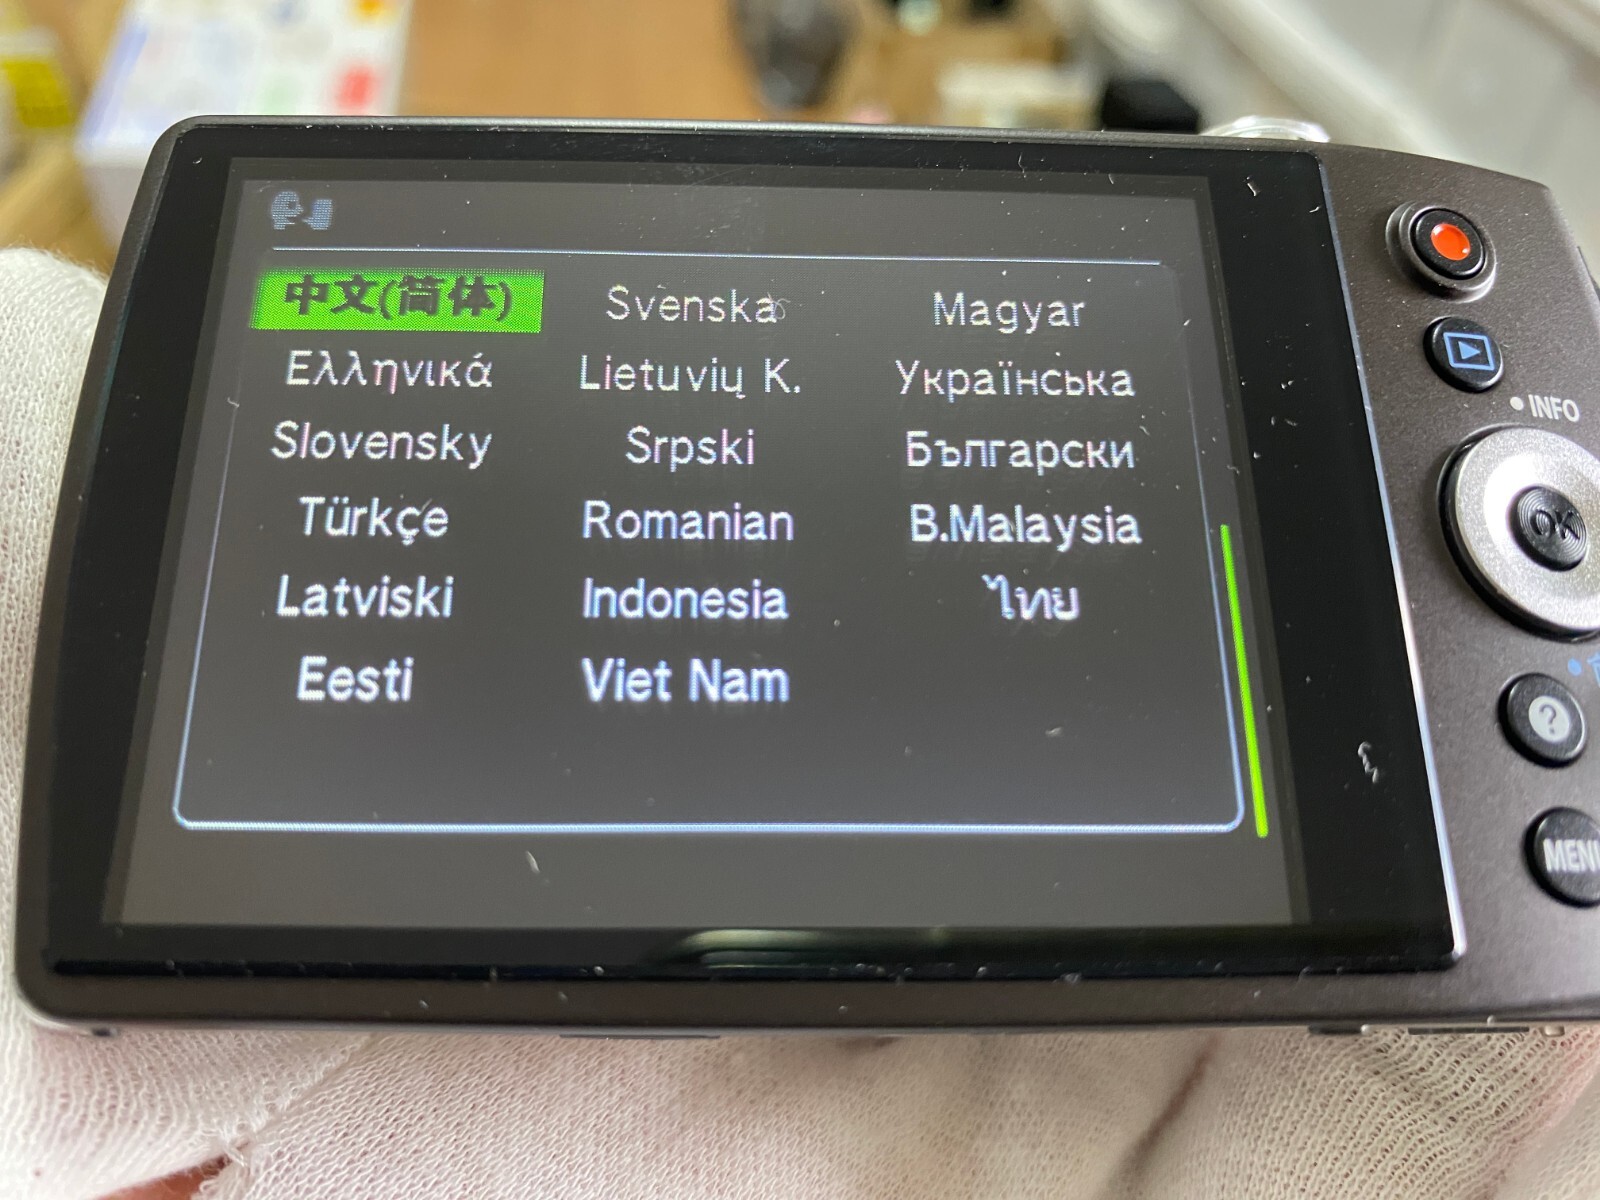 中文(简体) Svenska Magyar
Ελληνικά Lietuvių K. Українська
Slovensky Srpski Български
Türkçe Romanian B.Malaysia
Latviski Indonesia ไทย
Eesti Viet Nam
INFO
OK
?
MENU